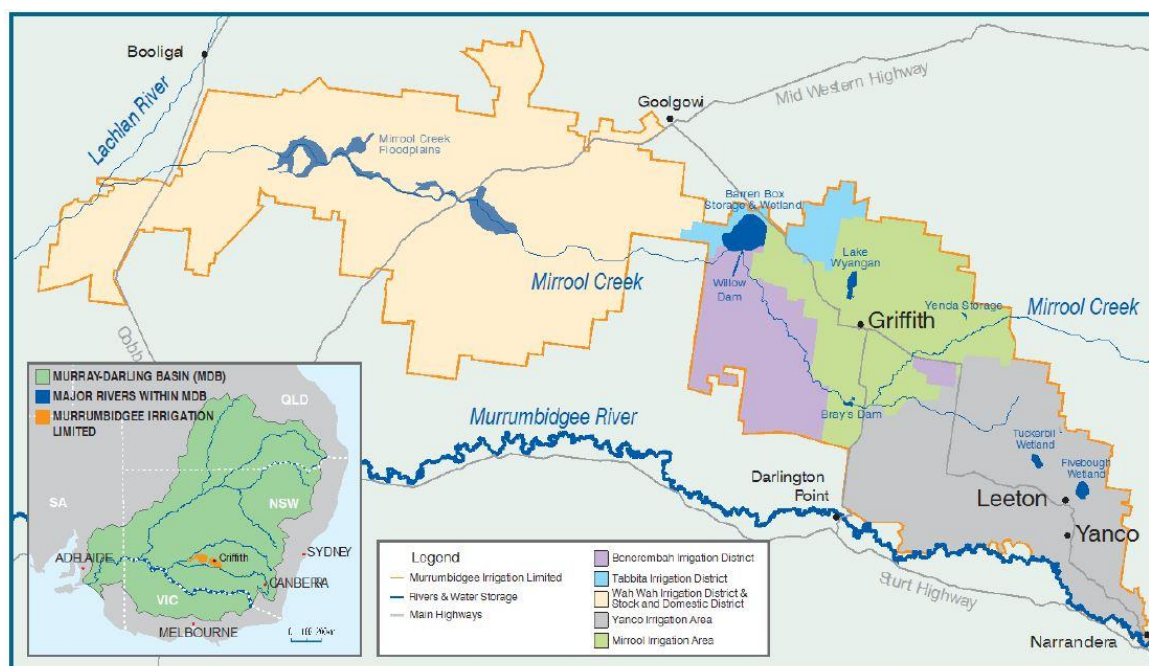 Booligal
Lachlan River
Mirrool Creek
Floodplains
Goolgowi
Mid Western Highway
Barren Box
Storage & Wetland
Lake
Wyangan
Willow
Dam
Mirrool Creek
Yenda Storage
Mirrool Creek
Griffith
Cobb
Bray's Dam
Murrumbidgee River
Tuckerbil
Wetland
Fivebough
Wetland
Darlington
Point
Leeton
Yanco
Sturt Highway
Narrandera
MURRAY-DARLING BASIN (MDB)
MAJOR RIVERS WITHIN MDB
MURRUMBIDGEE IRRIGATION
LIMITED
QLD
SA
NSW
ADELAIDE
Griffith
SYDNEY
CANBERRA
VIC
MELBOURNE
Legend
Murrumbidgee Irrigation Limited
Rivers & Water Storage
Main Highways
Benerembah Irrigation District
Tabbita Irrigation District
Wah Wah Irrigation District &
Stock and Domestic District
Yanco Irrigation Area
Mirrool Irrigation Area